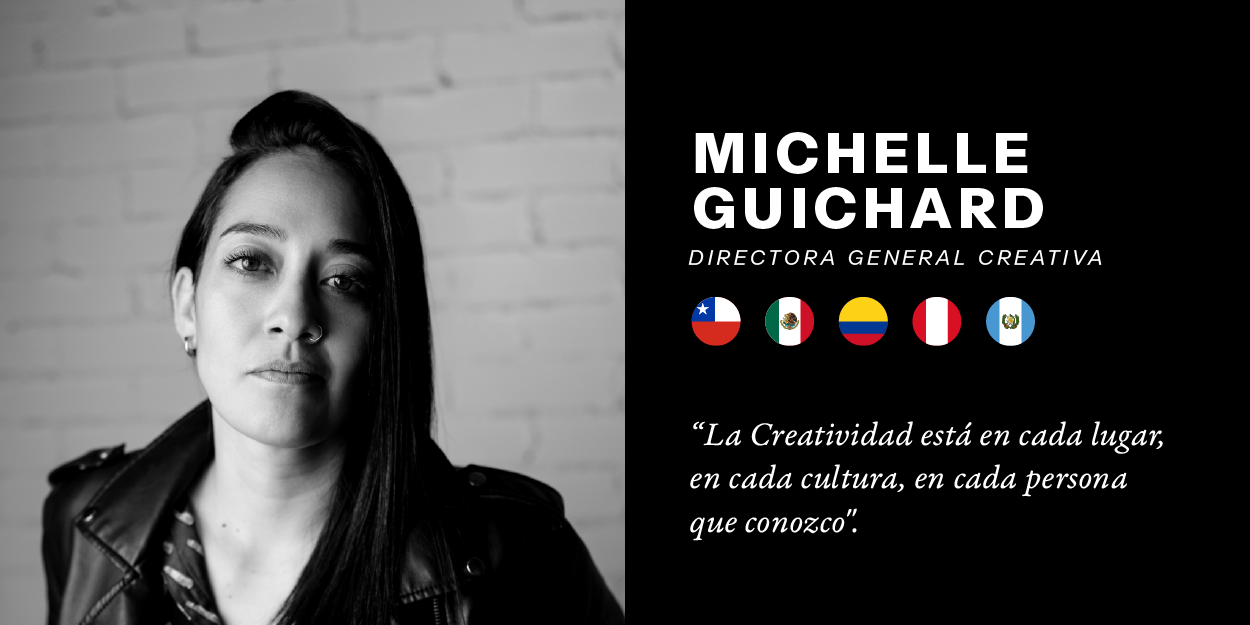 MICHELLE
GUICHARD
DIRECTORA GENERAL CREATIVA
“La Creatividad está en cada lugar,
en cada cultura, en cada persona
que conozco".